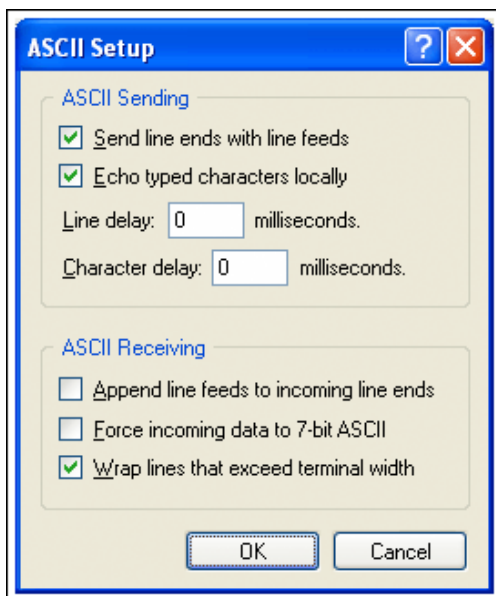 ASCII Setup
ASCII Sending
Send line ends with line feeds
Echo typed characters locally
Line delay: 0 milliseconds.
Character delay: 0 milliseconds.
ASCII Receiving
Append line feeds to incoming line ends
Force incoming data to 7-bit ASCII
Wrap lines that exceed terminal width
OK Cancel